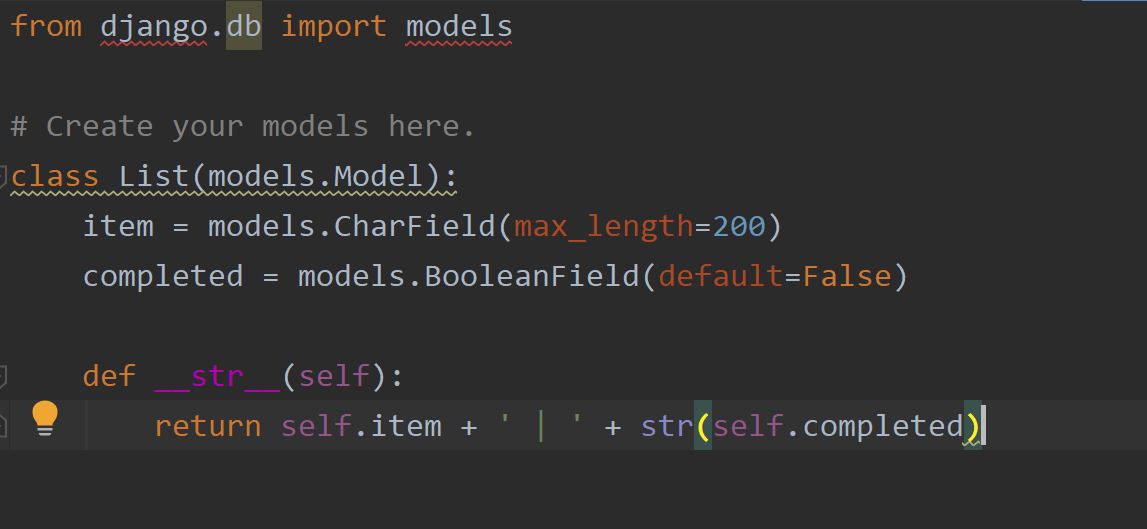 from django.db import models
# Create your models here.
class List(models.Model):
    item = models.CharField(max_length=200)
    completed = models.BooleanField(default=False)
    def __str__(self):
        return self.item + ' | ' + str(self.completed)